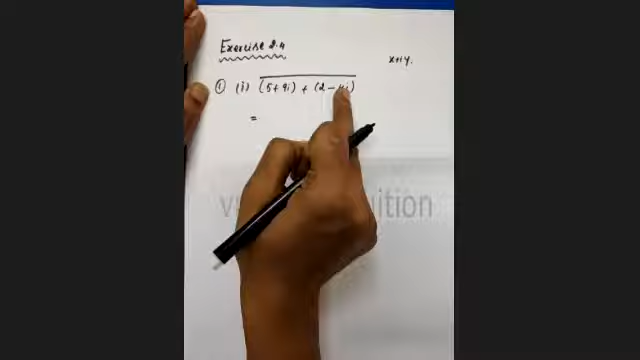 Exercise 2.4
x+iy.
① (i) (5+9i) + (2-4i)
=